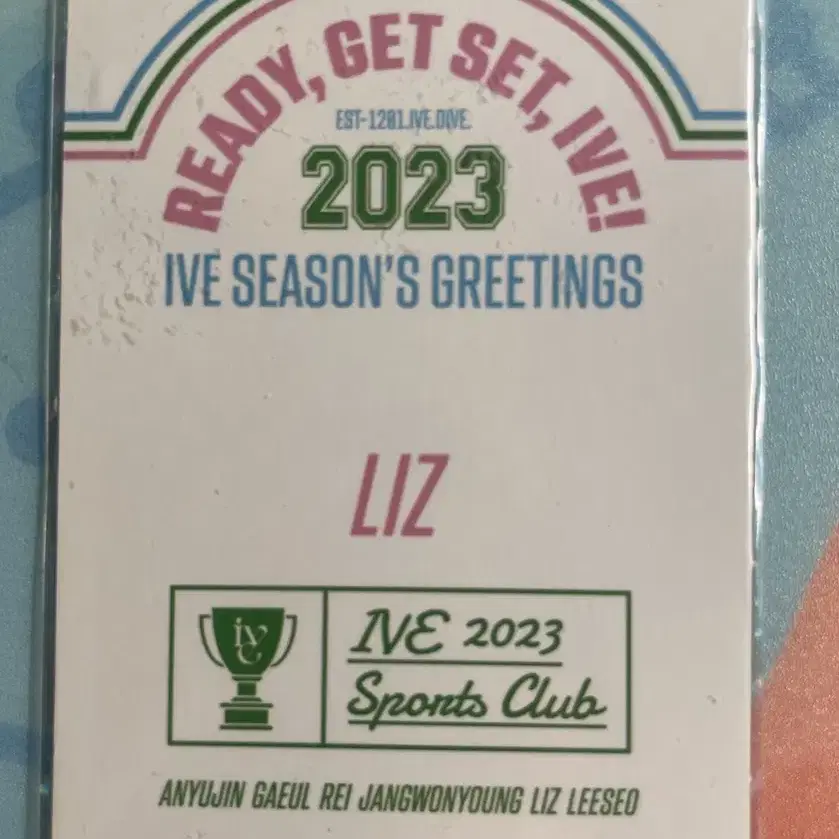 READY, GET SET, IVE!
EST-1201.IVE.DIVE.
2023
IVE SEASON'S GREETINGS
LIZ
IVE
IVE 2023
Sports Club
ANYUJIN GAEUL REI JANGWONYOUNG LIZ LEESEO